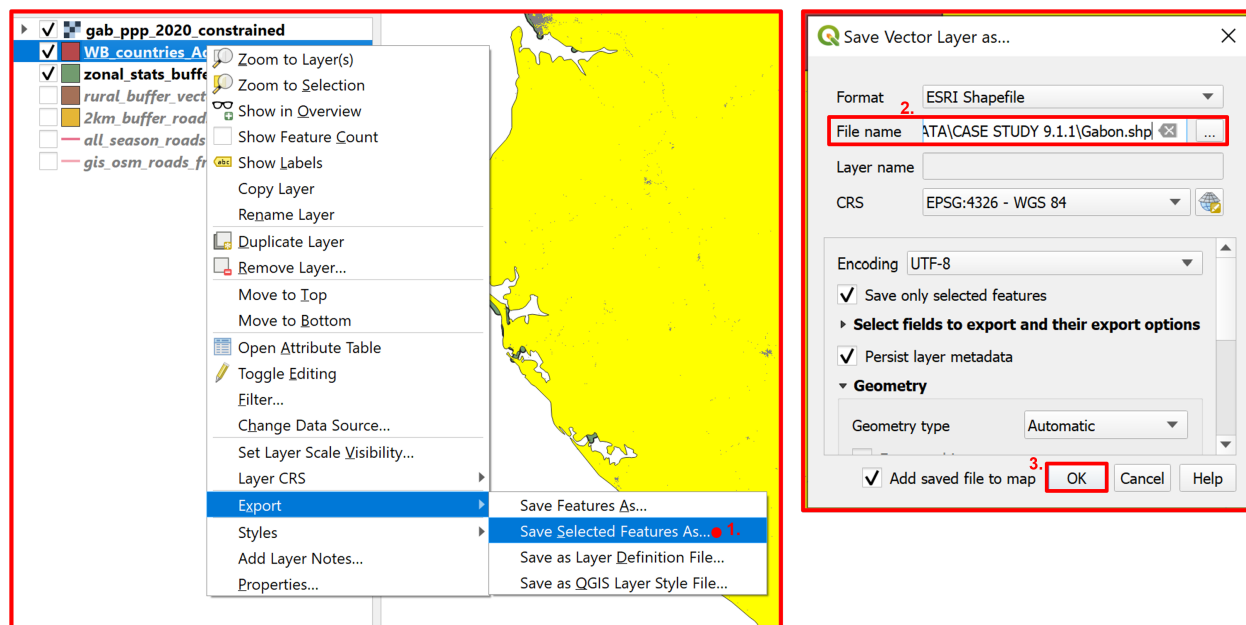 gab_ppp_2020_constrained
WB_countries_Ad
zonal_stats_buffe
rural_buffer_vect
2km_buffer_road
all_season_roads
gis_osm_roads_fr
Zoom to Layer(s)
Zoom to Selection
Show in Overview
Show Feature Count
abc Show Labels
Copy Layer
Rename Layer
Duplicate Layer
Remove Layer...
Move to Top
Move to Bottom
Open Attribute Table
Toggle Editing
Filter...
Change Data Source...
Set Layer Scale Visibility...
Layer CRS
Export
Styles
Add Layer Notes...
Properties...
Save Features As...
Save Selected Features As... 1.
Save as Layer Definition File...
Save as QGIS Layer Style File...
Save Vector Layer as...
Format ESRI Shapefile
2.
File name ATA\CASE STUDY 9.1.1\Gabon.shp ...
Layer name
CRS EPSG:4326 - WGS 84
Encoding UTF-8
Save only selected features
Select fields to export and their export options
Persist layer metadata
Geometry
Geometry type Automatic
Add saved file to map 3. OK Cancel Help